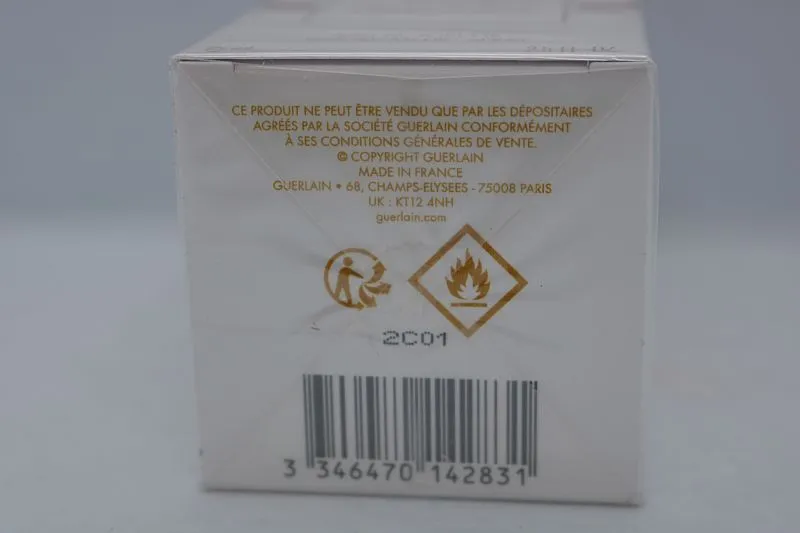 CE PRODUIT NE PEUT ÊTRE VENDU QUE PAR LES DÉPOSITAIRES
AGRÉÉS PAR LA SOCIÉTÉ GUERLAIN CONFORMÉMENT
À SES CONDITIONS GÉNÉRALES DE VENTE.
© COPYRIGHT GUERLAIN
MADE IN FRANCE
GUERLAIN • 68, CHAMPS-ELYSEES - 75008 PARIS
UK : KT12 4NH
guerlain.com
2C01
3 346470 142831